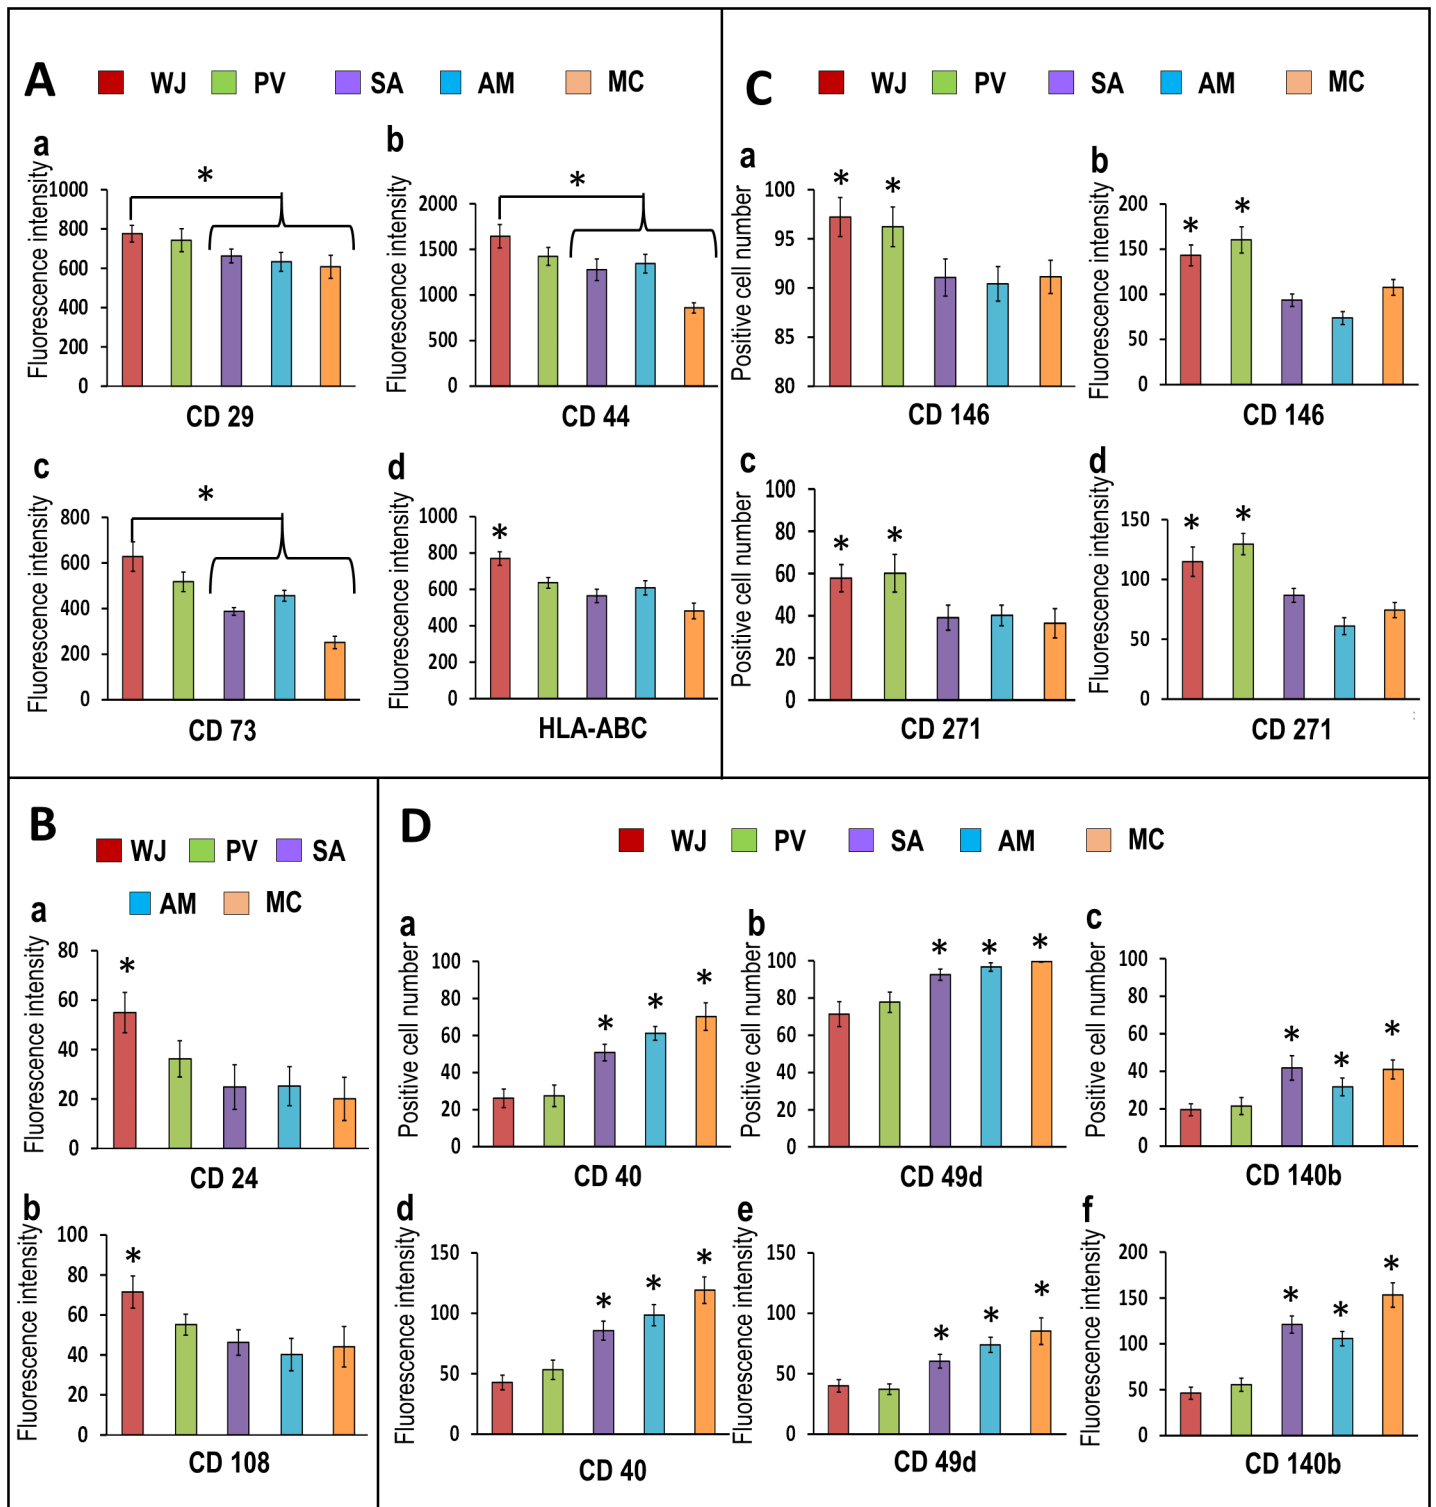 A
WJ PV SA AM MC
a
Fluorescence intensity
1000
800
600
400
200
0
*
CD 29
b
Fluorescence intensity
2000
1500
1000
500
0
*
CD 44
c
Fluorescence intensity
800
600
400
200
0
*
CD 73
d
Fluorescence intensity
1000
800
600
400
200
0
*
HLA-ABC
C
WJ PV SA AM MC
a
Positive cell number
100
95
90
85
80
* *
CD 146
b
Fluorescence intensity
200
150
100
50
0
* *
CD 146
c
Positive cell number
100
80
60
40
20
0
* *
CD 271
d
Fluorescence intensity
150
100
50
0
* *
CD 271
B
WJ PV SA
AM MC
a
Fluorescence intensity
80
60
40
20
0
*
CD 24
b
Fluorescence intensity
100
80
60
40
20
0
*
CD 108
D
WJ PV SA AM MC
a
Positive cell number
100
80
60
40
20
0
* * *
CD 40
b
Positive cell number
100
80
60
40
20
0
* * *
CD 49d
c
Positive cell number
100
80
60
40
20
0
* * *
CD 140b
d
Fluorescence intensity
150
100
50
0
* * *
CD 40
e
Fluorescence intensity
150
100
50
0
* * *
CD 49d
f
Fluorescence intensity
200
150
100
50
0
* * *
CD 140b